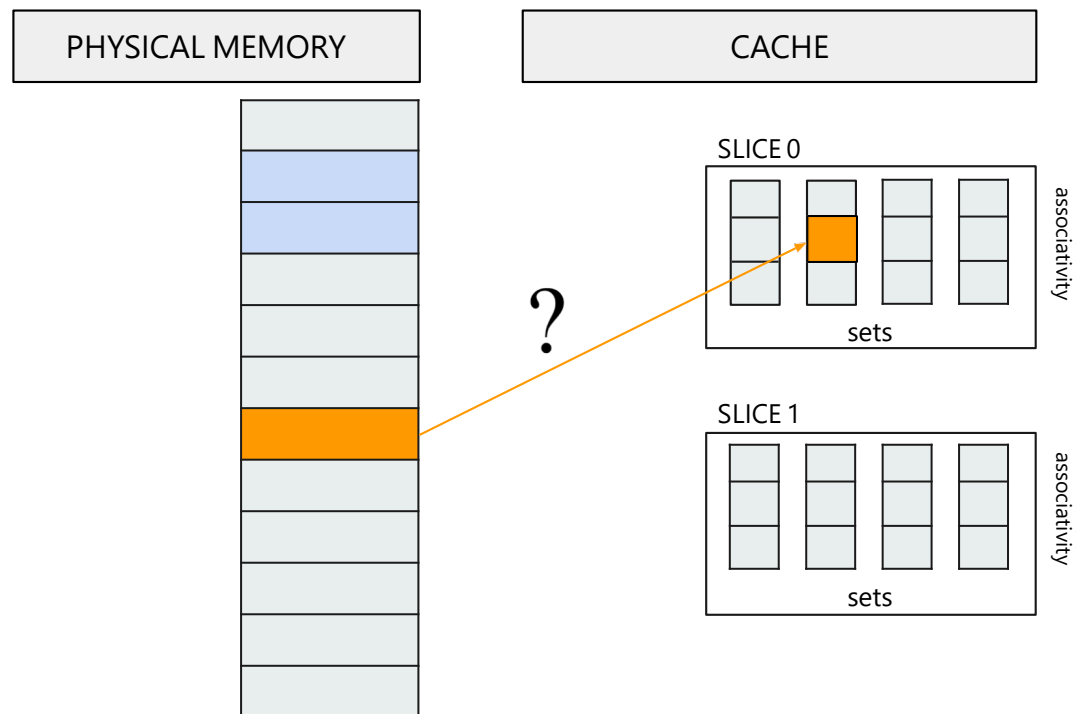 PHYSICAL MEMORY
CACHE
SLICE 0
associativity
?
sets
SLICE 1
associativity
sets